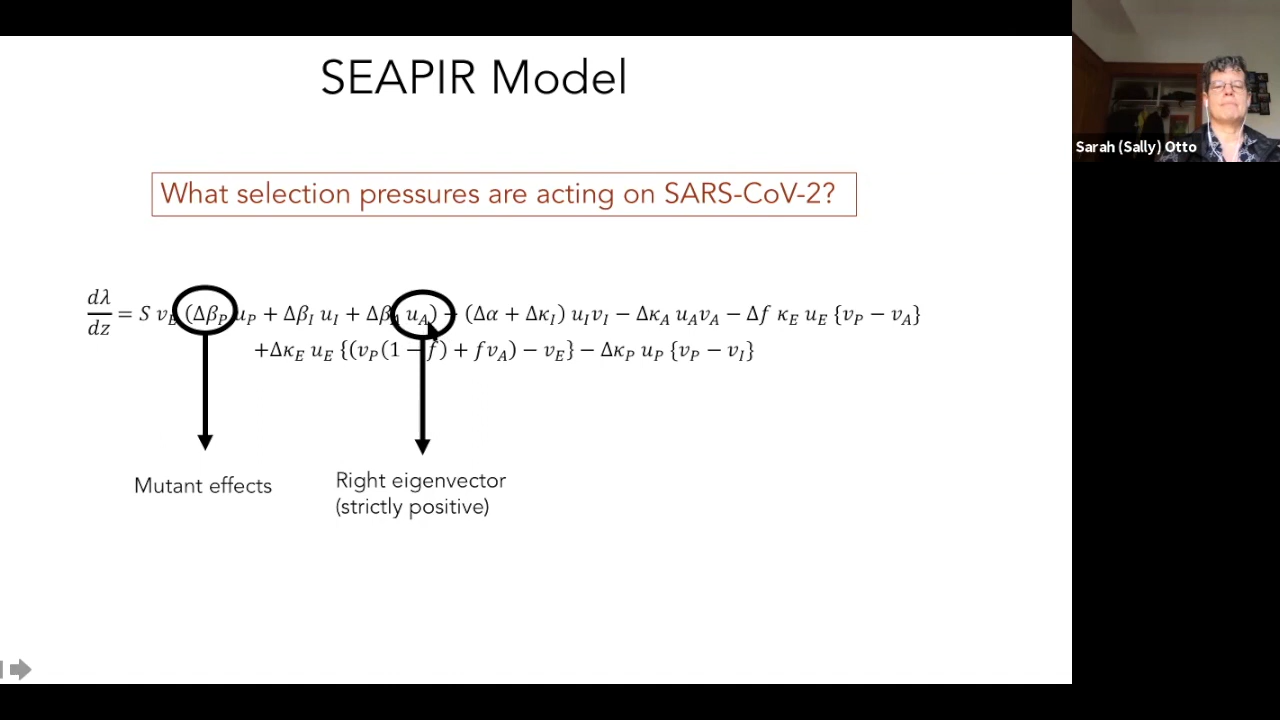 SEAPIR Model
Sarah (Sally) Otto
What selection pressures are acting on SARS-CoV-2?
dλ/dz = S v_E (Δβ_P u_P + Δβ_I u_I + Δβ_A u_A) − (Δα + Δκ_I) u_I v_I − Δκ_A u_A v_A − Δf κ_E u_E {v_P − v_A}
+Δκ_E u_E {(v_P(1 − f) + f v_A) − v_E} − Δκ_P u_P {v_P − v_I}
Mutant effects
Right eigenvector
(strictly positive)